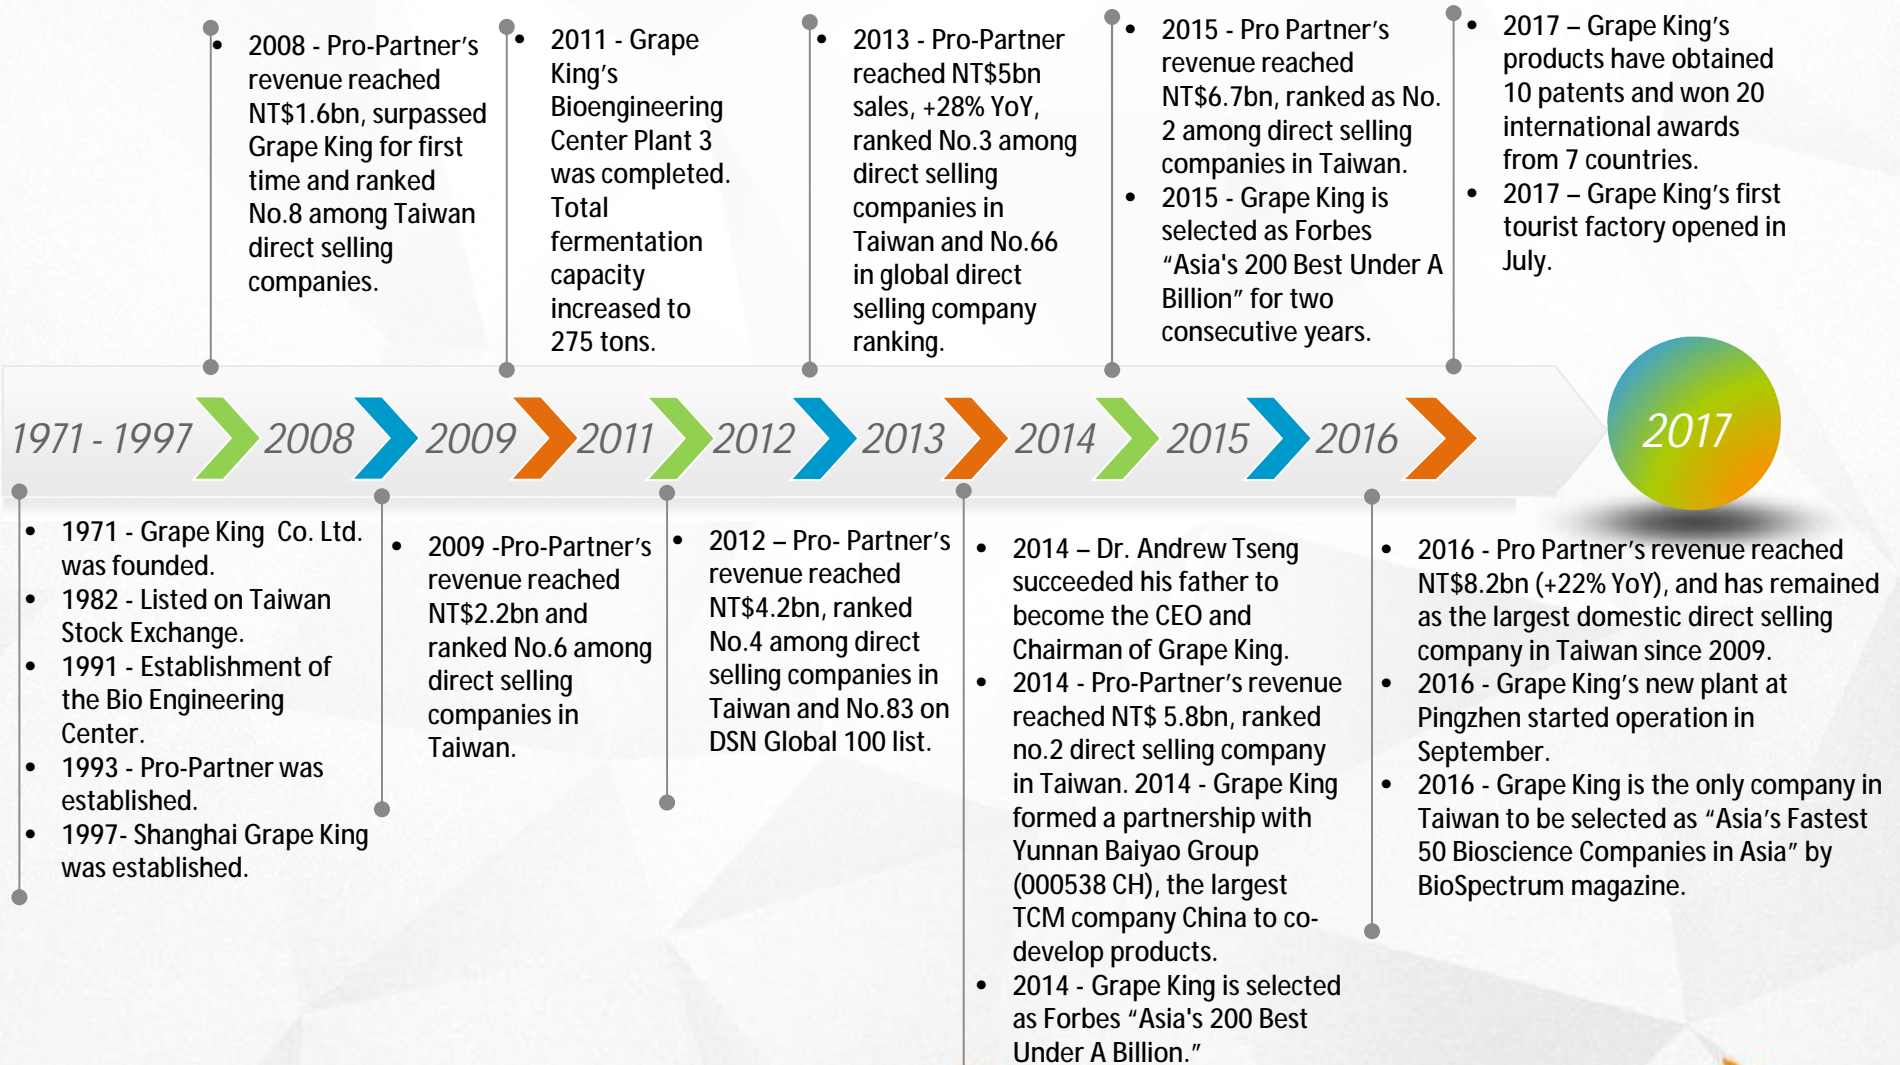 • 2008 - Pro-Partner's
revenue reached
NT$1.6bn, surpassed
Grape King for first
time and ranked
No.8 among Taiwan
direct selling
companies.
• 2011 - Grape
King's
Bioengineering
Center Plant 3
was completed.
Total
fermentation
capacity
increased to
275 tons.
• 2013 - Pro-Partner
reached NT$5bn
sales, +28% YoY,
ranked No.3 among
direct selling
companies in
Taiwan and No.66
in global direct
selling company
ranking.
• 2015 - Pro Partner's
revenue reached
NT$6.7bn, ranked as No.
2 among direct selling
companies in Taiwan.
• 2015 - Grape King is
selected as Forbes
“Asia's 200 Best Under A
Billion” for two
consecutive years.
• 2017 – Grape King's
products have obtained
10 patents and won 20
international awards
from 7 countries.
• 2017 – Grape King's first
tourist factory opened in
July.
1971 - 1997 2008 2009 2011 2012 2013 2014 2015 2016 2017
• 1971 - Grape King Co. Ltd.
was founded.
• 1982 - Listed on Taiwan
Stock Exchange.
• 1991 - Establishment of
the Bio Engineering
Center.
• 1993 - Pro-Partner was
established.
• 1997- Shanghai Grape King
was established.
• 2009 -Pro-Partner's
revenue reached
NT$2.2bn and
ranked No.6 among
direct selling
companies in
Taiwan.
• 2012 – Pro- Partner's
revenue reached
NT$4.2bn, ranked
No.4 among direct
selling companies in
Taiwan and No.83 on
DSN Global 100 list.
• 2014 – Dr. Andrew Tseng
succeeded his father to
become the CEO and
Chairman of Grape King.
• 2014 - Pro-Partner's revenue
reached NT$ 5.8bn, ranked
no.2 direct selling company
in Taiwan. 2014 - Grape King
formed a partnership with
Yunnan Baiyao Group
(000538 CH), the largest
TCM company China to co-
develop products.
• 2014 - Grape King is selected
as Forbes “Asia's 200 Best
Under A Billion.”
• 2016 - Pro Partner's revenue reached
NT$8.2bn (+22% YoY), and has remained
as the largest domestic direct selling
company in Taiwan since 2009.
• 2016 - Grape King's new plant at
Pingzhen started operation in
September.
• 2016 - Grape King is the only company in
Taiwan to be selected as “Asia's Fastest
50 Bioscience Companies in Asia” by
BioSpectrum magazine.